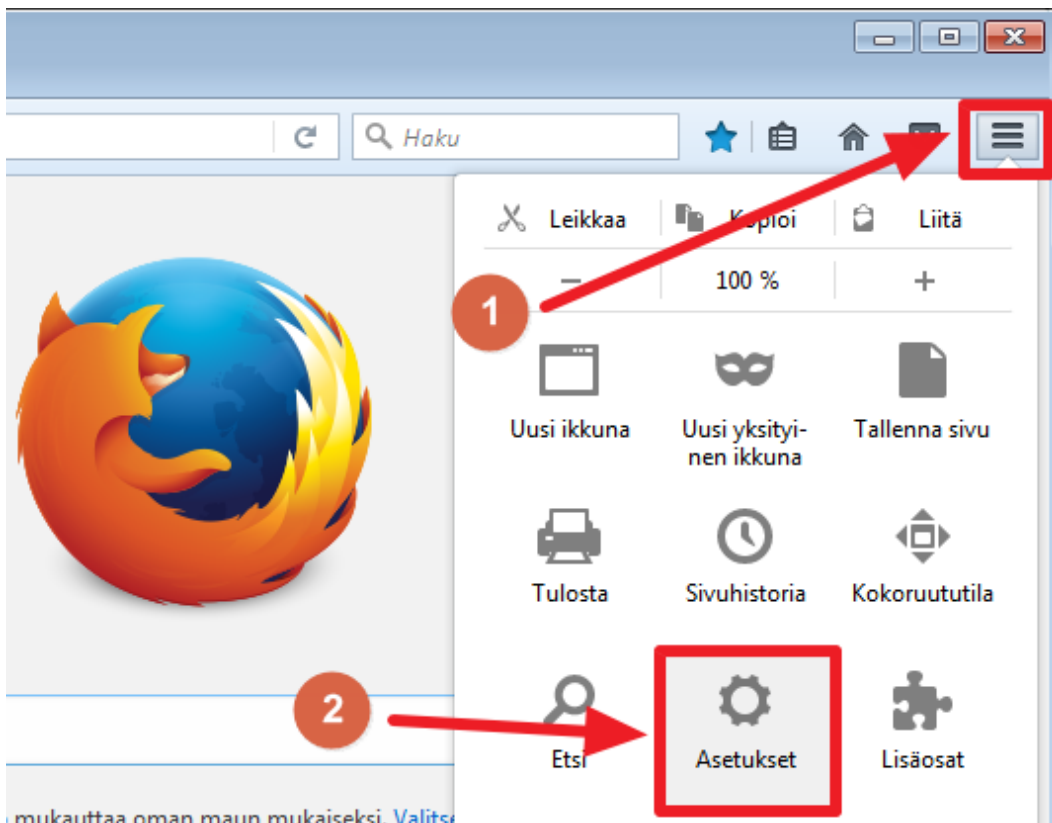 Haku
Leikkaa Kopioi Liitä
− 100 % +
1
Uusi ikkuna Uusi yksityi- Tallenna sivu
nen ikkuna
Tulosta Sivuhistoria Kokoruututila
2
Etsi Asetukset Lisäosat
mukauttaa oman maun mukaiseksi. Valitse